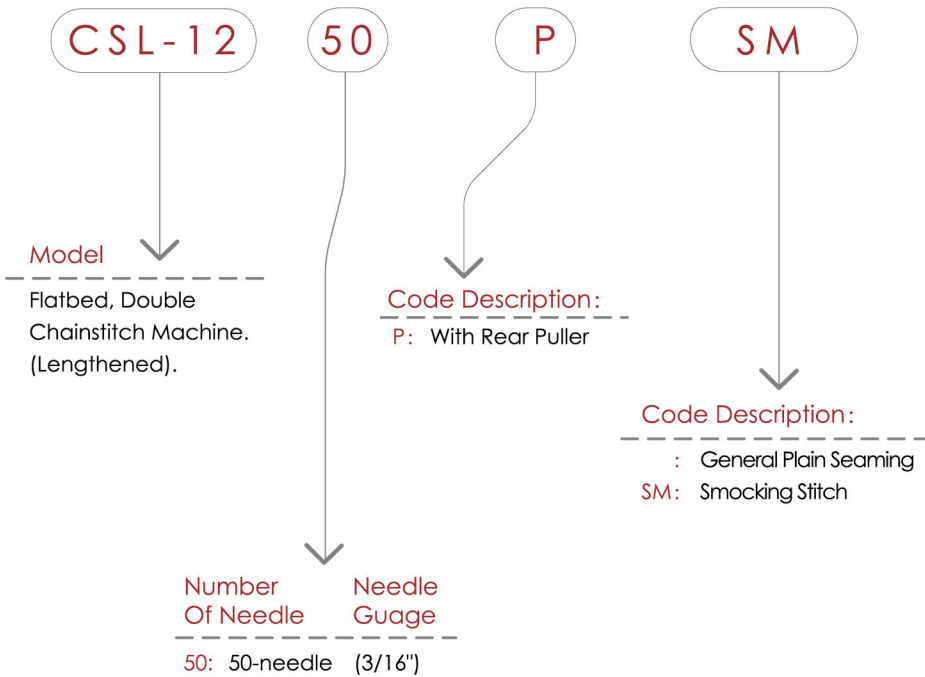 CSL-12 50 P SM
Model
Flatbed, Double
Chainstitch Machine.
(Lengthened).
Code Description:
P: With Rear Puller
Code Description:
: General Plain Seaming
SM: Smocking Stitch
Number Needle
Of Needle Guage
50: 50-needle (3/16")